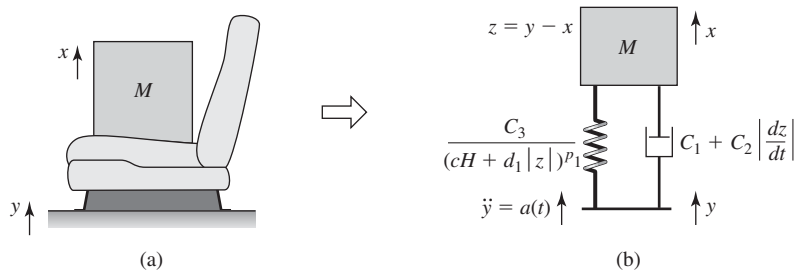 x
M
y
(a)
z = y − x
M
x
C₃
(cH + d₁|z|)ᵖ¹
C₁ + C₂ |dz/dt|
ÿ = a(t)
y
(b)